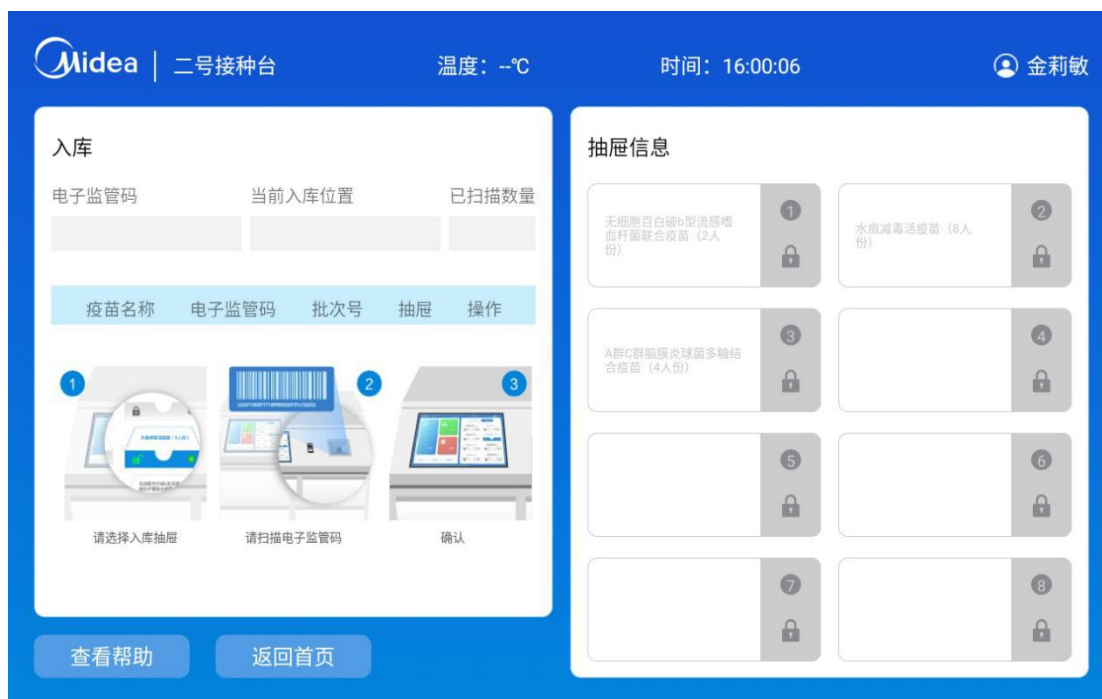 Midea
二号接种台
温度：--℃
时间：16:00:06
金莉敏
入库
电子监管码
当前入库位置
已扫描数量
疫苗名称
电子监管码
批次号
抽屉
操作
1
2
3
请选择入库抽屉
请扫描电子监管码
确认
查看帮助
返回首页
抽屉信息
无细胞百白破b型流感嗜
血杆菌联合疫苗（2人
份）
1
水痘减毒活疫苗（8人
份）
2
A群C群脑膜炎球菌多糖结
合疫苗（4人份）
3
4
5
6
7
8